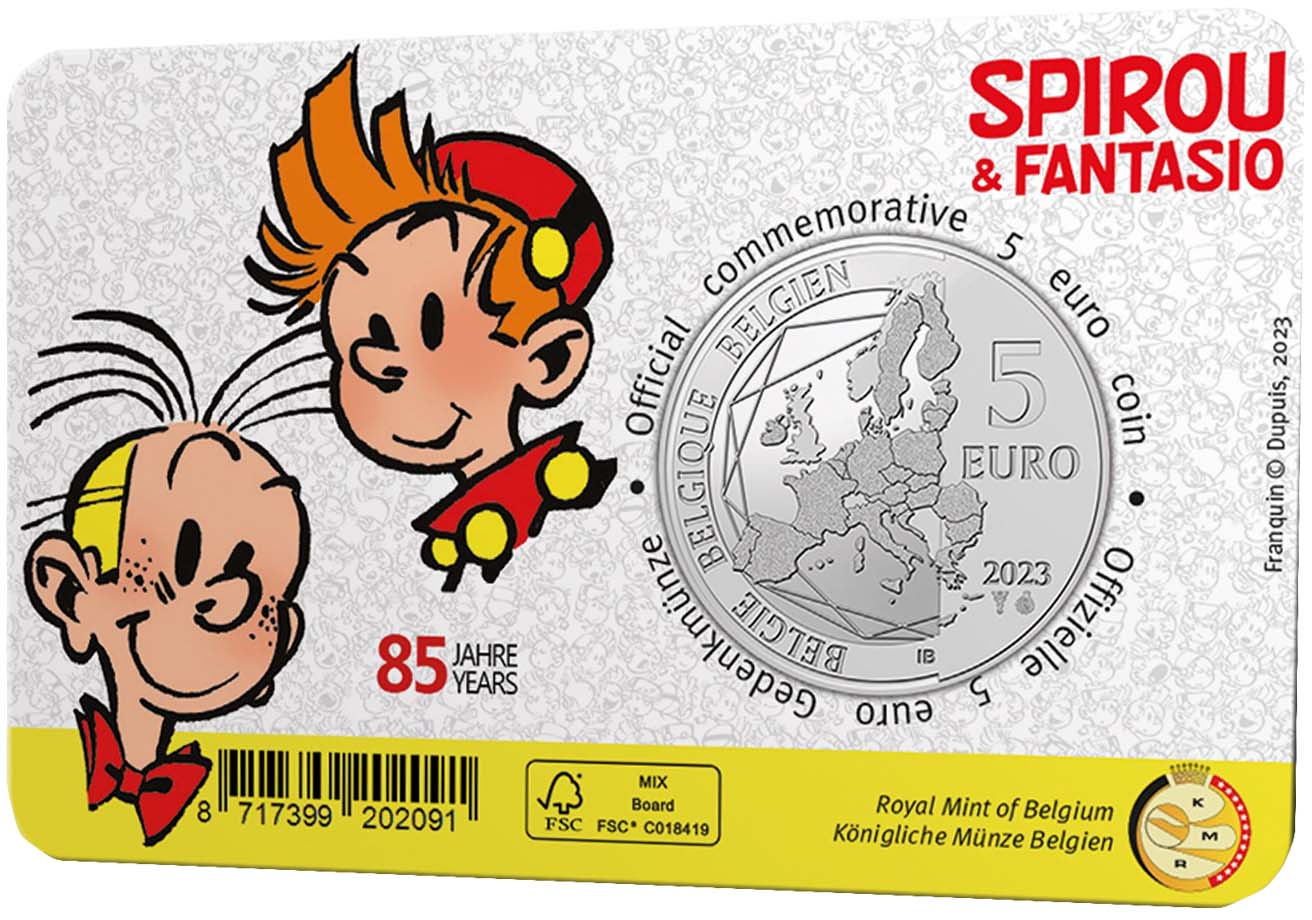 SPIROU
& FANTASIO
Official commemorative 5 euro coin
• Offizielle 5 euro Gedenkmünze •
BELGIE BELGIQUE BELGIEN
5
EURO
2023
IB
Franquin © Dupuis, 2023
85 JAHRE
YEARS
8 717399 202091
FSC
MIX
Board
FSC® C018419
Royal Mint of Belgium
Königliche Münze Belgien
K
M
R